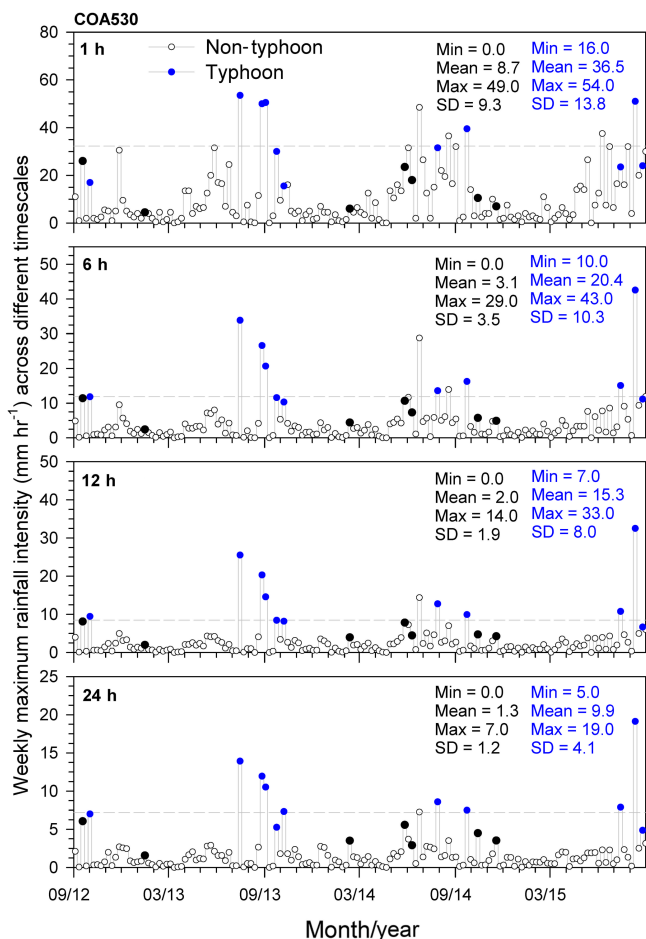 COA530
80
60
40
20
0
1 h
Non-typhoon
Typhoon
Min = 0.0
Mean = 8.7
Max = 49.0
SD = 9.3
Min = 16.0
Mean = 36.5
Max = 54.0
SD = 13.8
50
40
30
20
10
0
6 h
Min = 0.0
Mean = 3.1
Max = 29.0
SD = 3.5
Min = 10.0
Mean = 20.4
Max = 43.0
SD = 10.3
50
40
30
20
10
0
12 h
Min = 0.0
Mean = 2.0
Max = 14.0
SD = 1.9
Min = 7.0
Mean = 15.3
Max = 33.0
SD = 8.0
25
20
15
10
5
0
24 h
Min = 0.0
Mean = 1.3
Max = 7.0
SD = 1.2
Min = 5.0
Mean = 9.9
Max = 19.0
SD = 4.1
Weekly maximum rainfall intensity (mm hr⁻¹) across different timescales
09/12 03/13 09/13 03/14 09/14 03/15
Month/year